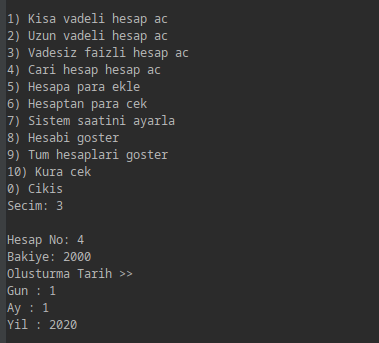 1) Kisa vadeli hesap ac
2) Uzun vadeli hesap ac
3) Vadesiz faizli hesap ac
4) Cari hesap hesap ac
5) Hesapa para ekle
6) Hesaptan para cek
7) Sistem saatini ayarla
8) Hesabi goster
9) Tum hesaplari goster
10) Kura cek
0) Cikis
Secim: 3
Hesap No: 4
Bakiye: 2000
Olusturma Tarih >>
Gun : 1
Ay : 1
Yil : 2020